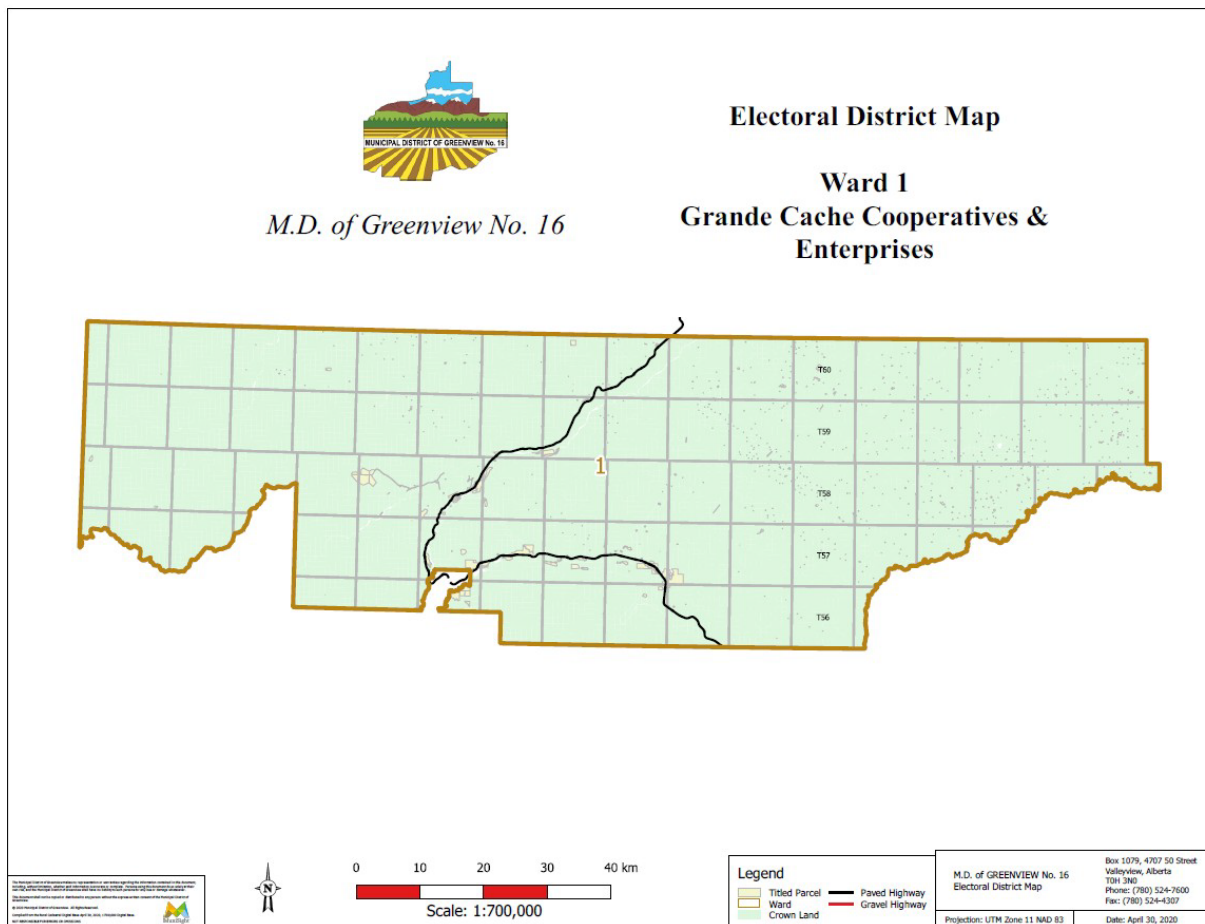 MUNICIPAL DISTRICT OF GREENVIEW No. 16
M.D. of Greenview No. 16
Electoral District Map
Ward 1
Grande Cache Cooperatives &
Enterprises
T60
T59
1
T58
T57
T56
N
0 10 20 30 40 km
Scale: 1:700,000
Legend
Titled Parcel
Ward
Crown Land
Paved Highway
Gravel Highway
M.D. of GREENVIEW No. 16
Electoral District Map
Box 1079, 4707 50 Street
Valleyview, Alberta
T0H 3N0
Phone: (780) 524-7600
Fax: (780) 524-4307
Projection: UTM Zone 11 NAD 83
Date: April 30, 2020